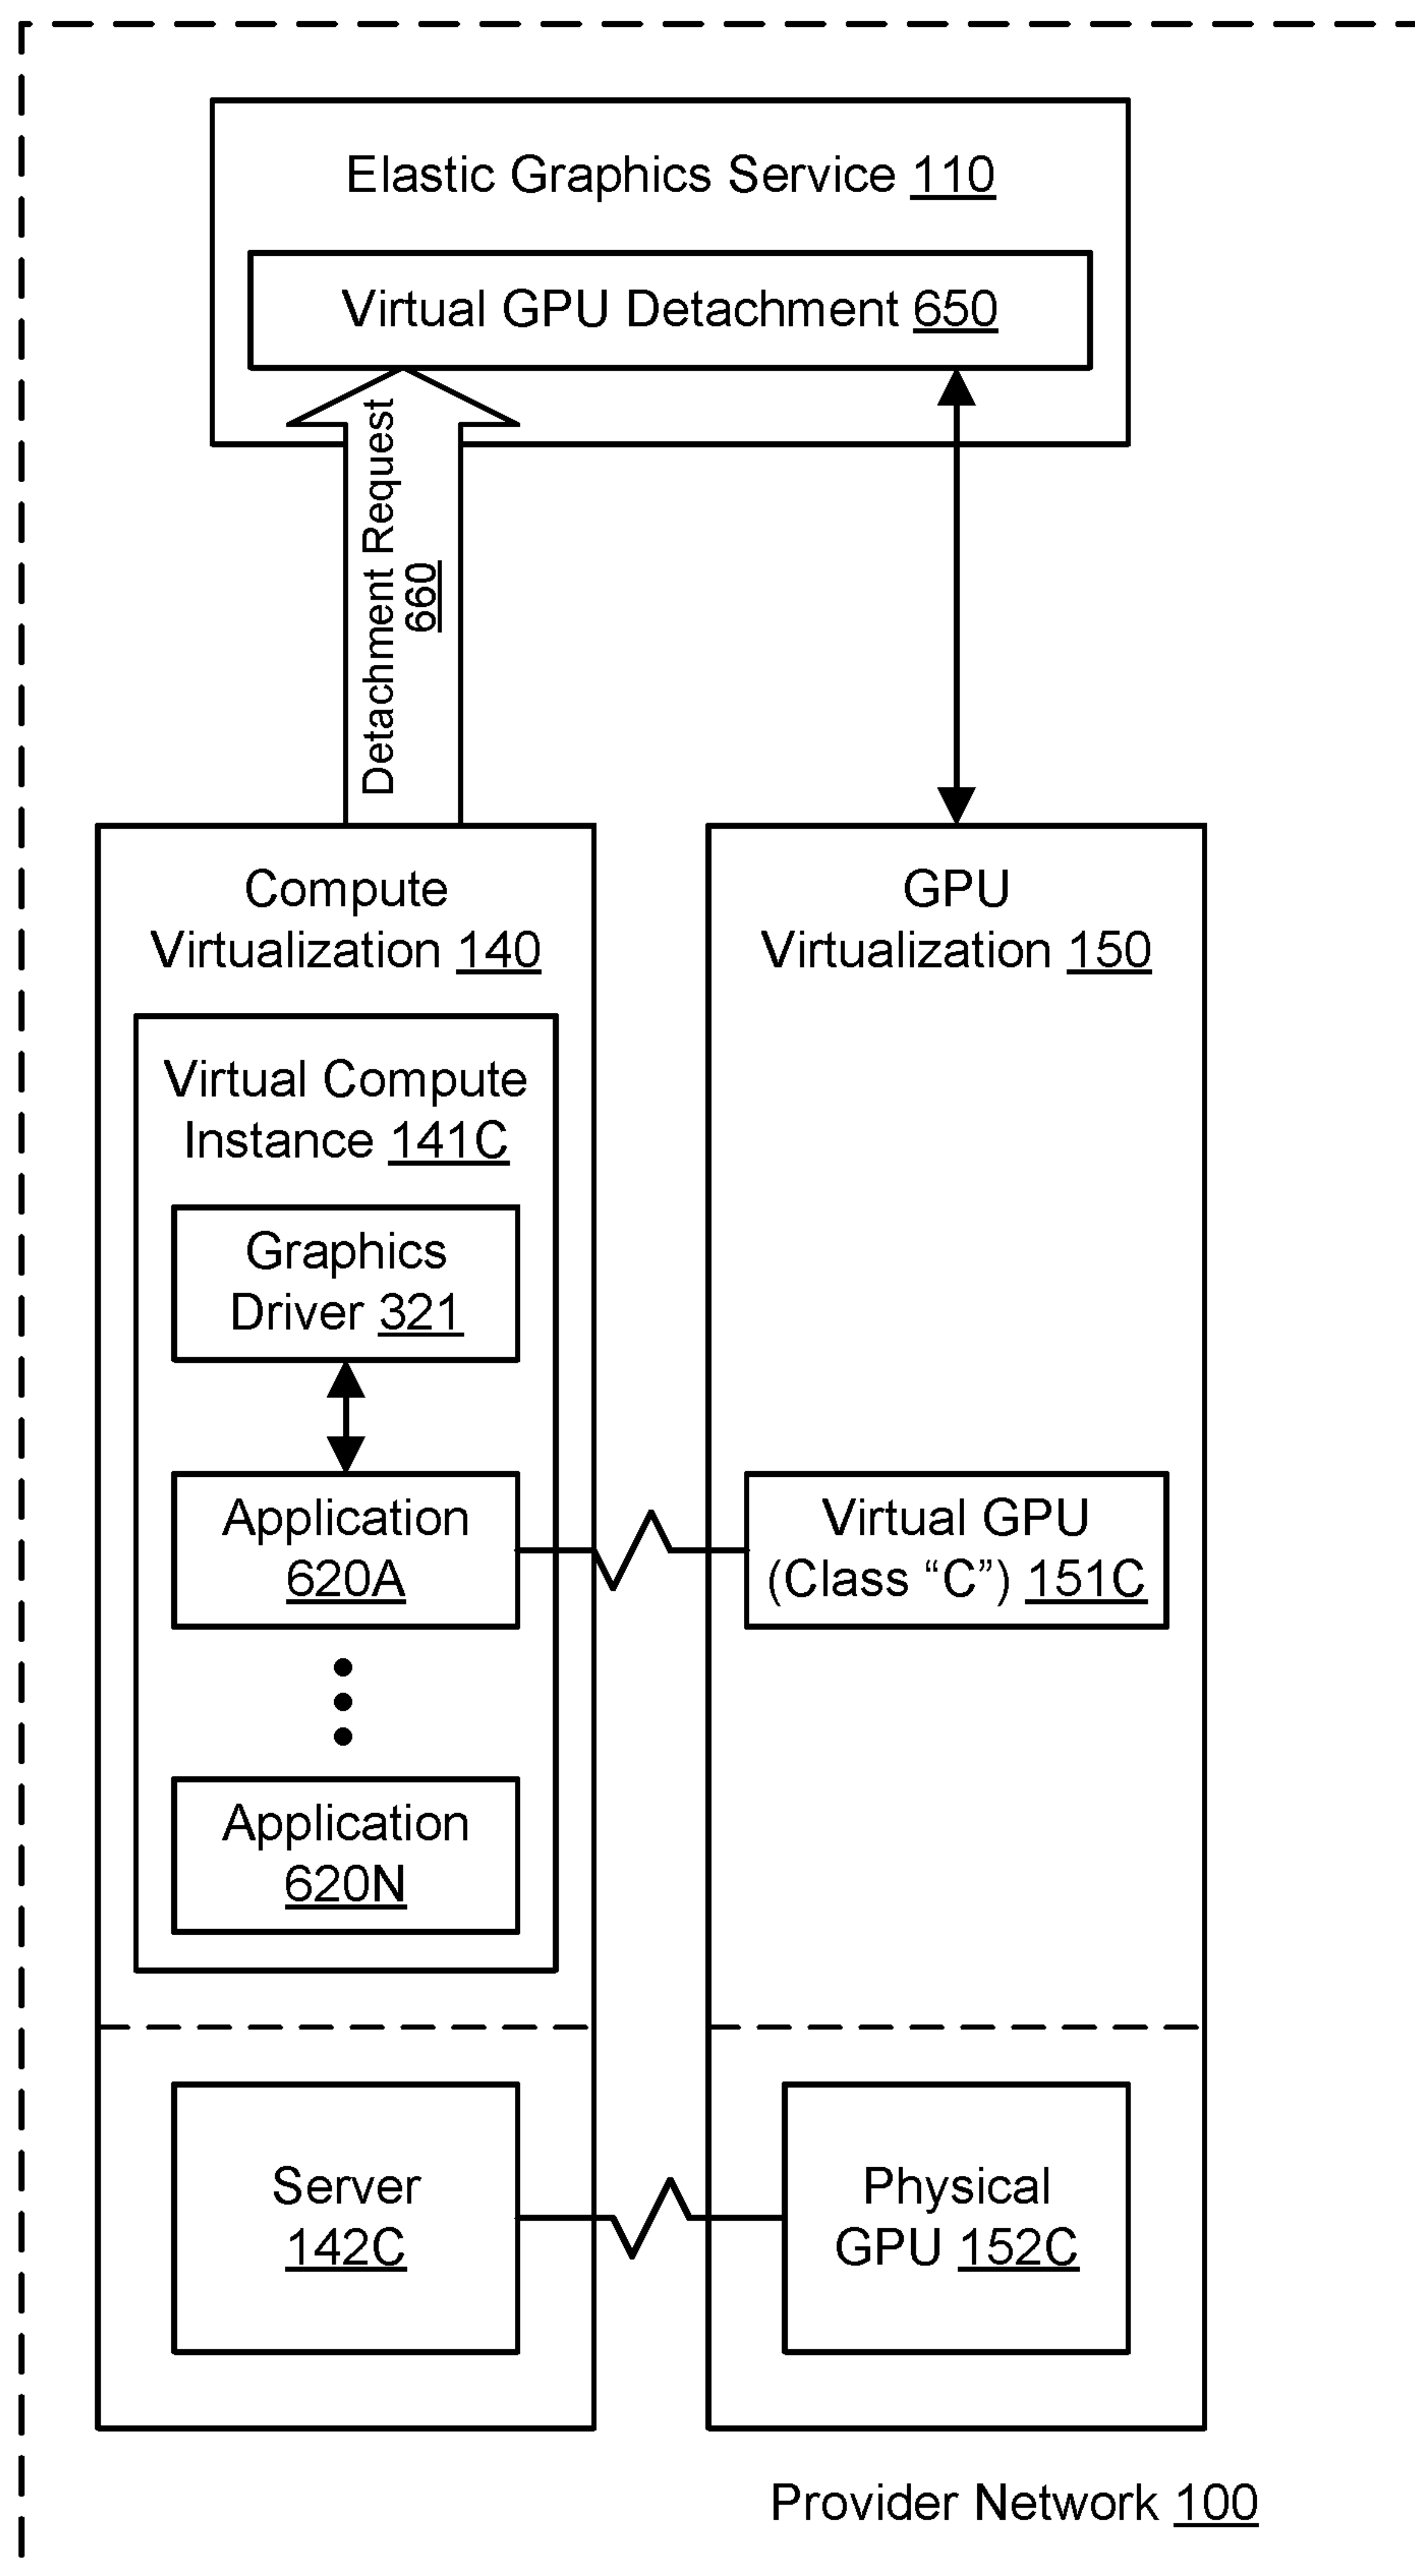 Elastic Graphics Service 110
Virtual GPU Detachment 650
Detachment Request
660
Compute
Virtualization 140
Virtual Compute
Instance 141C
Graphics
Driver 321
Application
620A
Application
620N
Server
142C
GPU
Virtualization 150
Virtual GPU
(Class “C”) 151C
Physical
GPU 152C
Provider Network 100